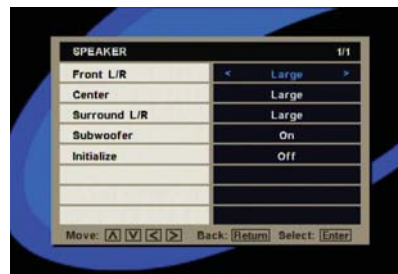 SPEAKER 1/1
Front L/R < Large >
Center Large
Surround L/R Large
Subwoofer On
Initialize Off
Move: Λ V < > Back: Return Select: Enter